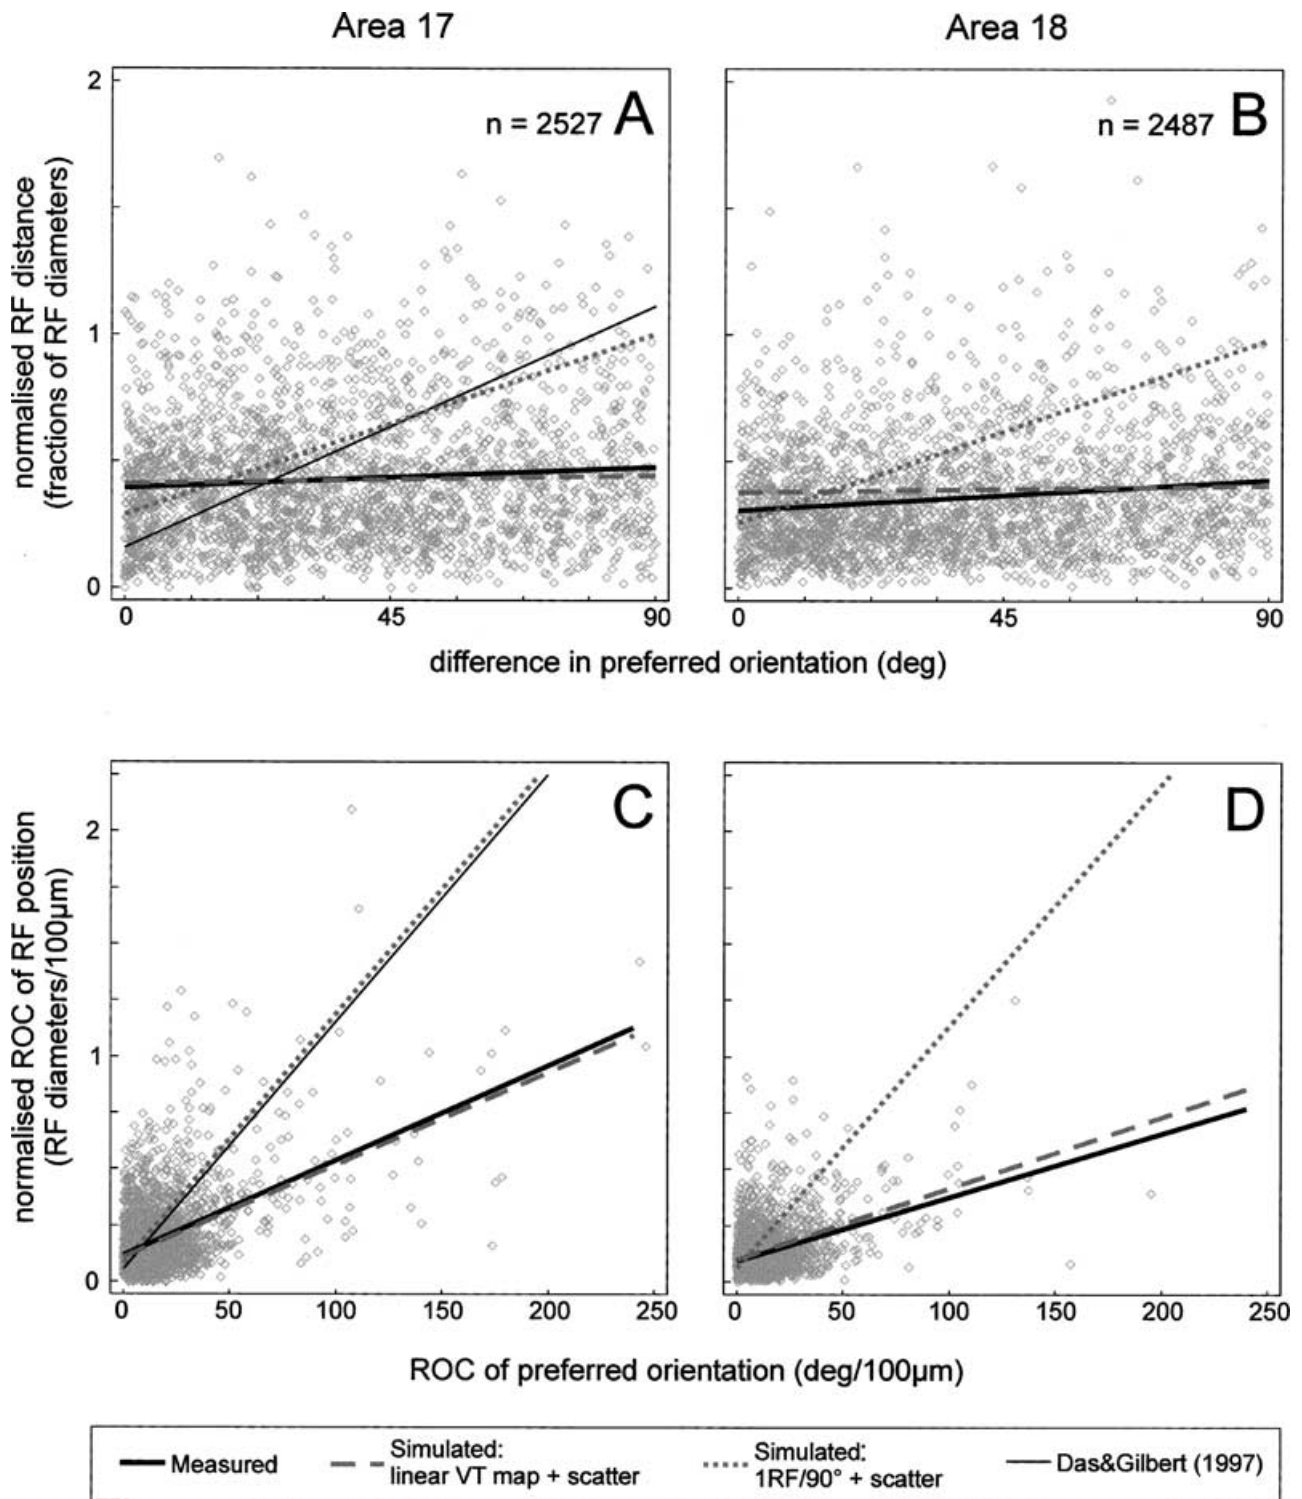 Area 17
Area 18
2
n = 2527 A
n = 2487 B
normalised RF distance
(fractions of RF diameters)
1
0
0 45 90
0 45 90
difference in preferred orientation (deg)
C
D
2
normalised ROC of RF position
(RF diameters/100µm)
1
0
0 50 100 150 200 250
0 50 100 150 200 250
ROC of preferred orientation (deg/100µm)
Measured
Simulated:
linear VT map + scatter
Simulated:
1RF/90° + scatter
Das&Gilbert (1997)